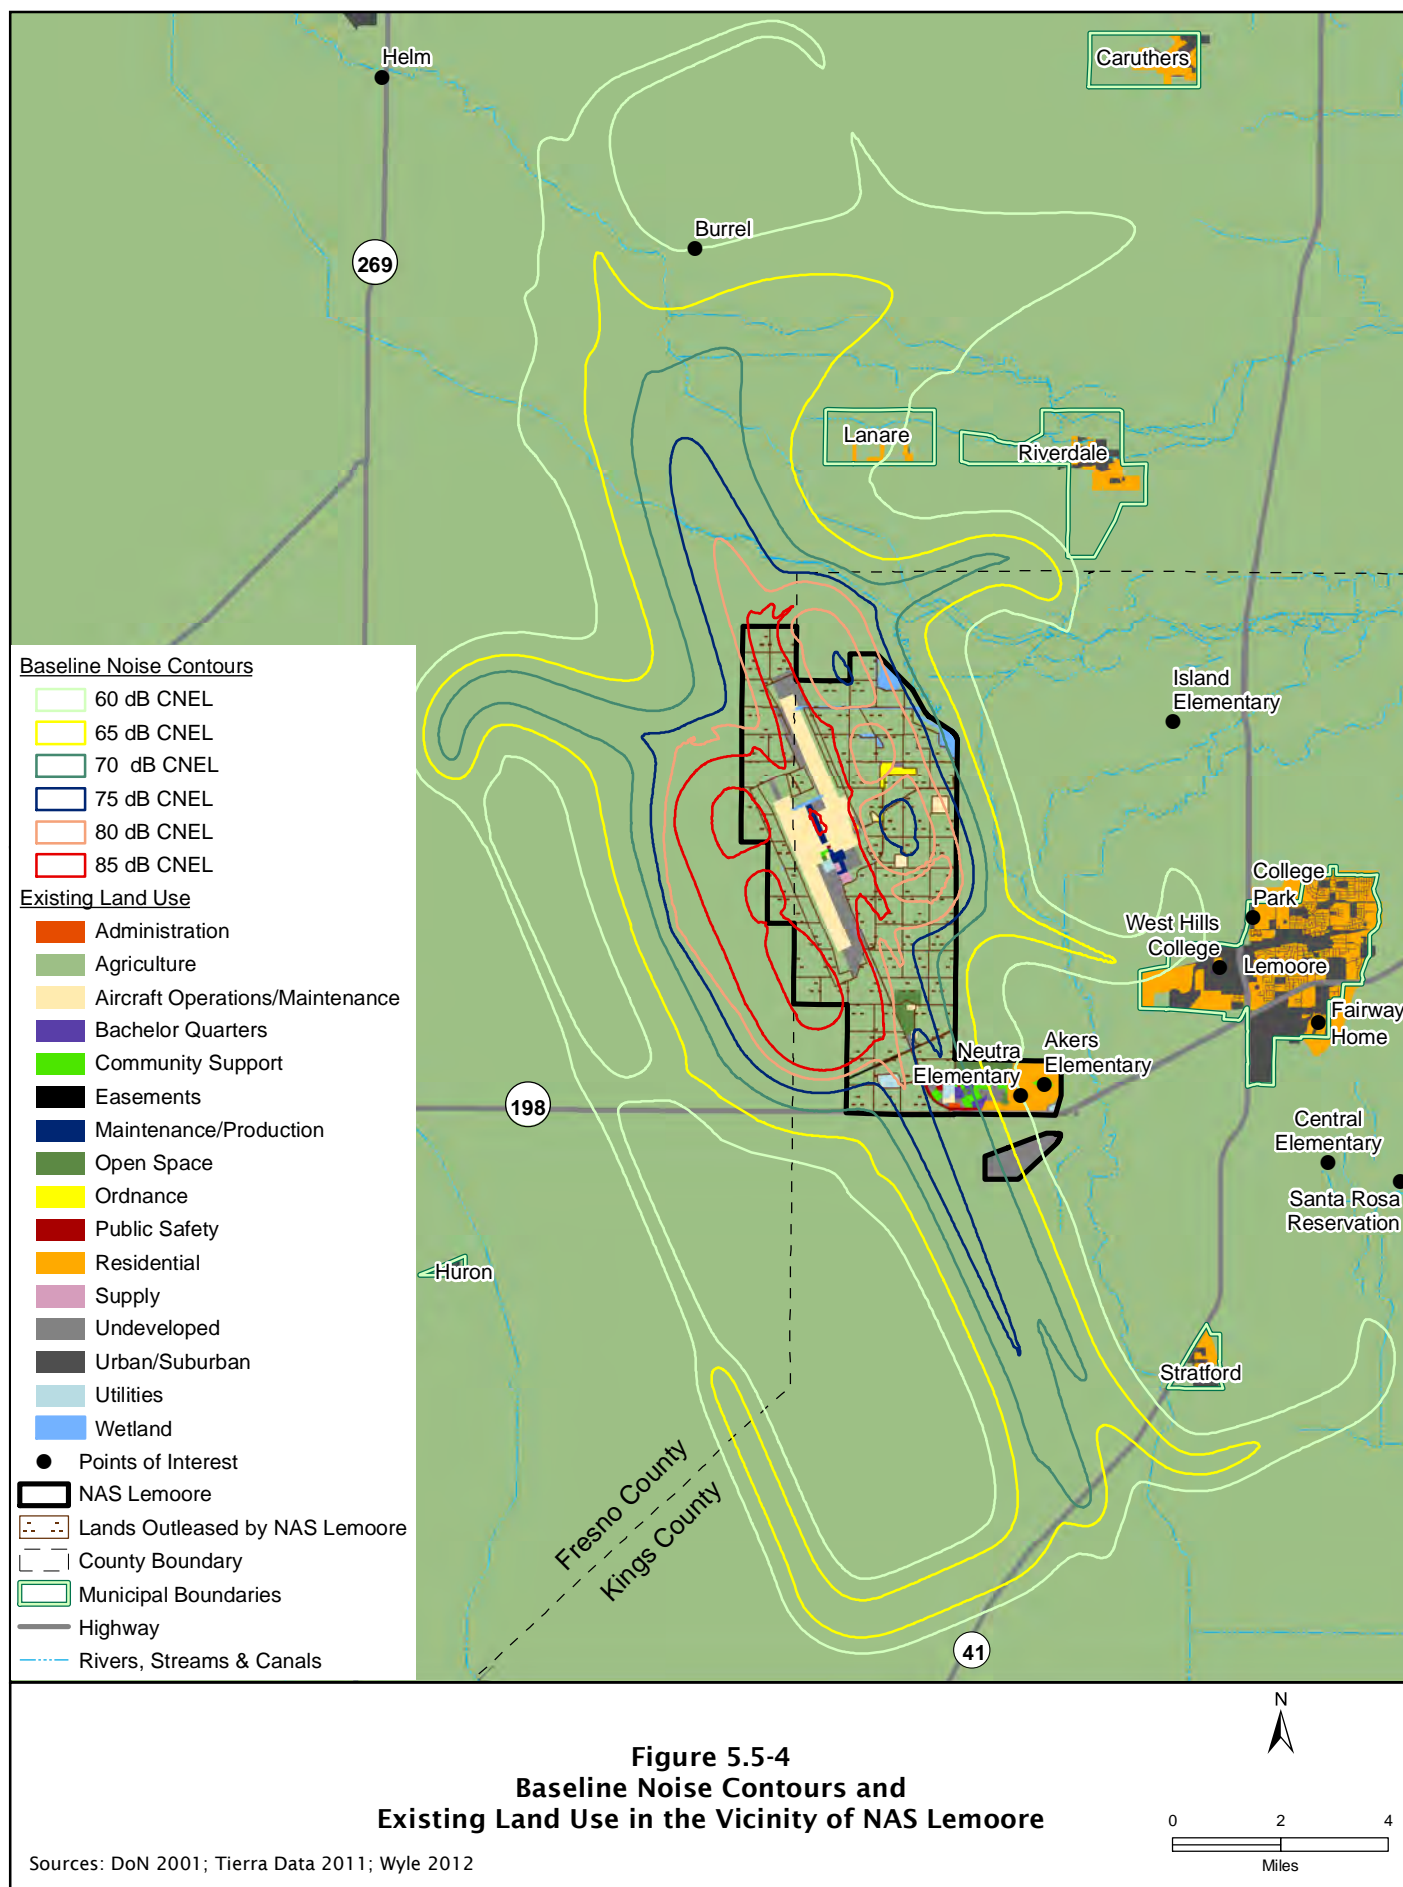 Helm
Caruthers
Burrel
269
Lanare
Riverdale
Island
Elementary
College
Park
West Hills
College
Lemoore
Fairway
Home
Neutra
Elementary
Akers
Elementary
198
Central
Elementary
Santa Rosa
Reservation
Huron
Stratford
Fresno County
Kings County
41
Baseline Noise Contours
60 dB CNEL
65 dB CNEL
70  dB CNEL
75 dB CNEL
80 dB CNEL
85 dB CNEL
Existing Land Use
Administration
Agriculture
Aircraft Operations/Maintenance
Bachelor Quarters
Community Support
Easements
Maintenance/Production
Open Space
Ordnance
Public Safety
Residential
Supply
Undeveloped
Urban/Suburban
Utilities
Wetland
Points of Interest
NAS Lemoore
Lands Outleased by NAS Lemoore
County Boundary
Municipal Boundaries
Highway
Rivers, Streams & Canals
N
Figure 5.5-4
Baseline Noise Contours and
Existing Land Use in the Vicinity of NAS Lemoore
0 2 4
Miles
Sources: DoN 2001; Tierra Data 2011; Wyle 2012